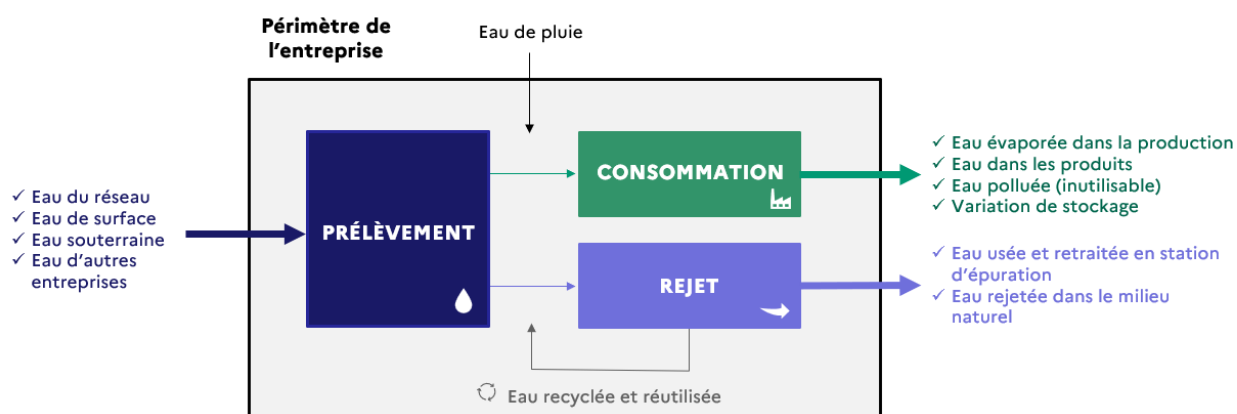 Périmètre de
l'entreprise
Eau de pluie
✓ Eau du réseau
✓ Eau de surface
✓ Eau souterraine
✓ Eau d'autres
entreprises
PRÉLÈVEMENT
CONSOMMATION
REJET
Eau recyclée et réutilisée
✓ Eau évaporée dans la production
✓ Eau dans les produits
✓ Eau polluée (inutilisable)
✓ Variation de stockage
✓ Eau usée et retraitée en station
d'épuration
✓ Eau rejetée dans le milieu
naturel